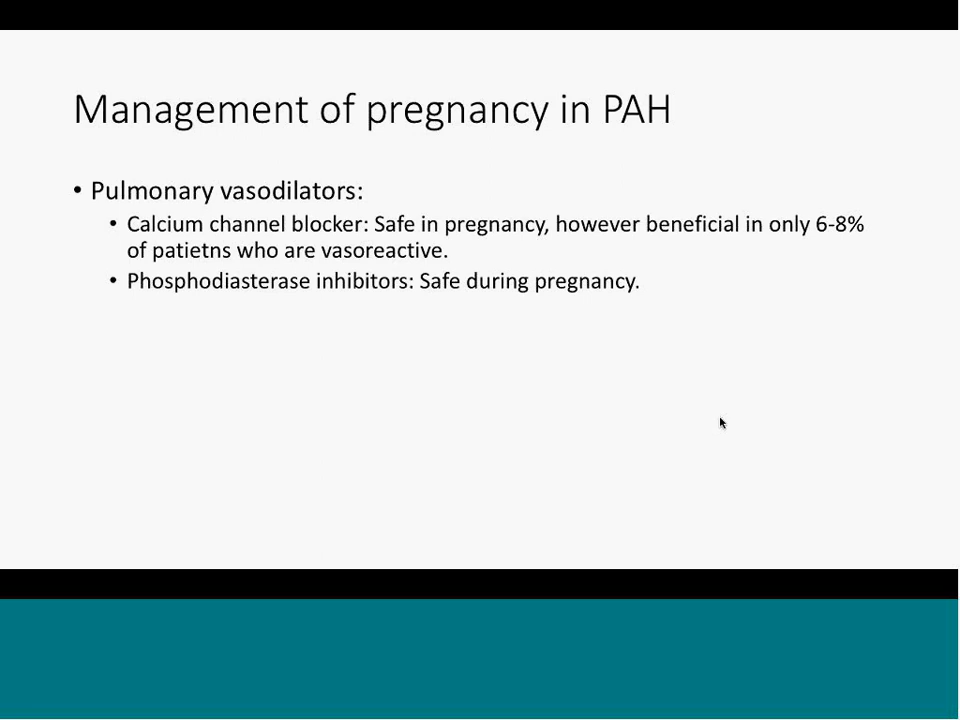 Management of pregnancy in PAH
• Pulmonary vasodilators:
• Calcium channel blocker: Safe in pregnancy, however beneficial in only 6-8%
of patietns who are vasoreactive.
• Phosphodiasterase inhibitors: Safe during pregnancy.